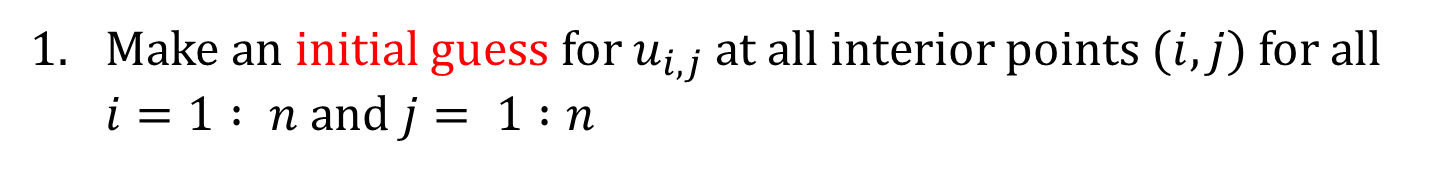 1. Make an initial guess for u_{i,j} at all interior points (i, j) for all
i = 1 : n and j = 1 : n